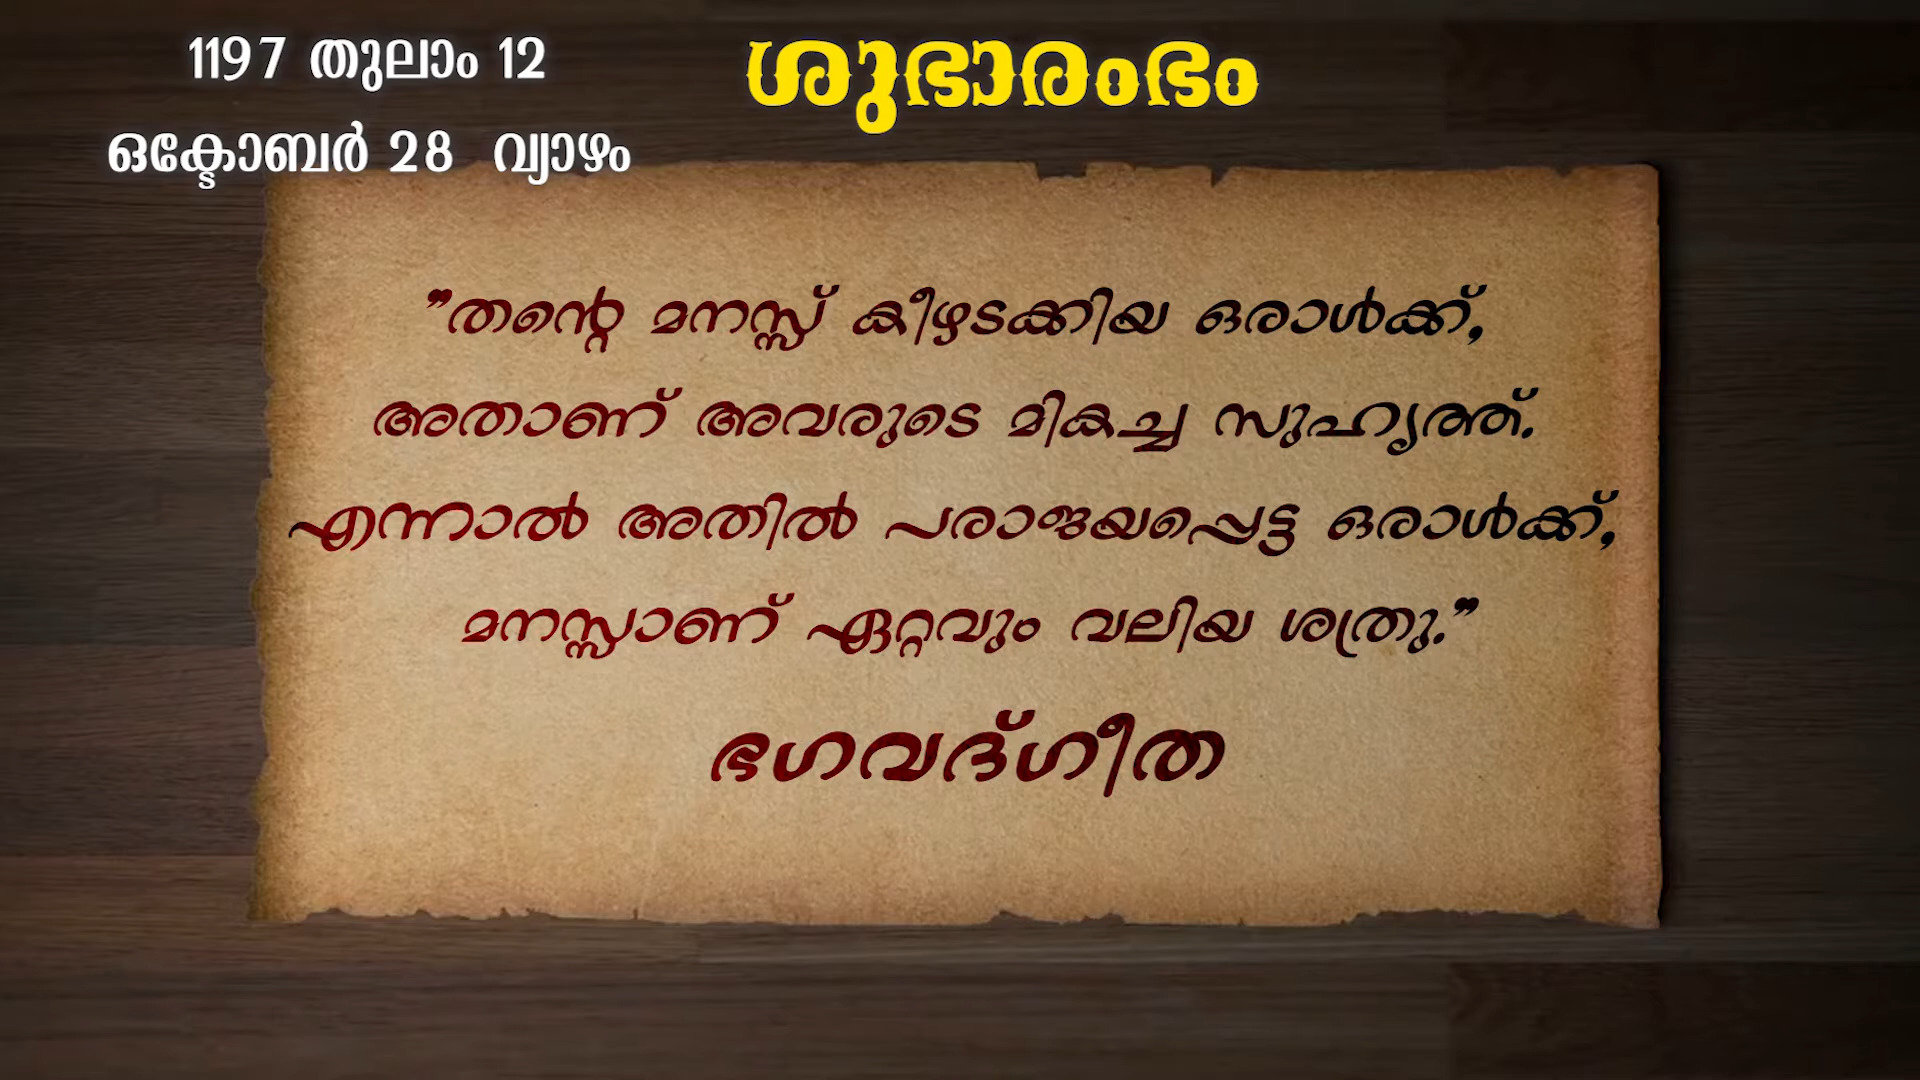 1197 തുലാം 12
ഒക്ടോബർ 28 വ്യാഴം
ശുഭാരംഭം
”തന്റെ മനസ്സ് കീഴടക്കിയ ഒരാൾക്ക്,
അതാണ് അവരുടെ മികച്ച സുഹൃത്ത്.
എന്നാൽ അതിൽ പരാജയപ്പെട്ട ഒരാൾക്ക്,
മനസ്സാണ് ഏറ്റവും വലിയ ശത്രു.”
ഭഗവദ്ഗീത